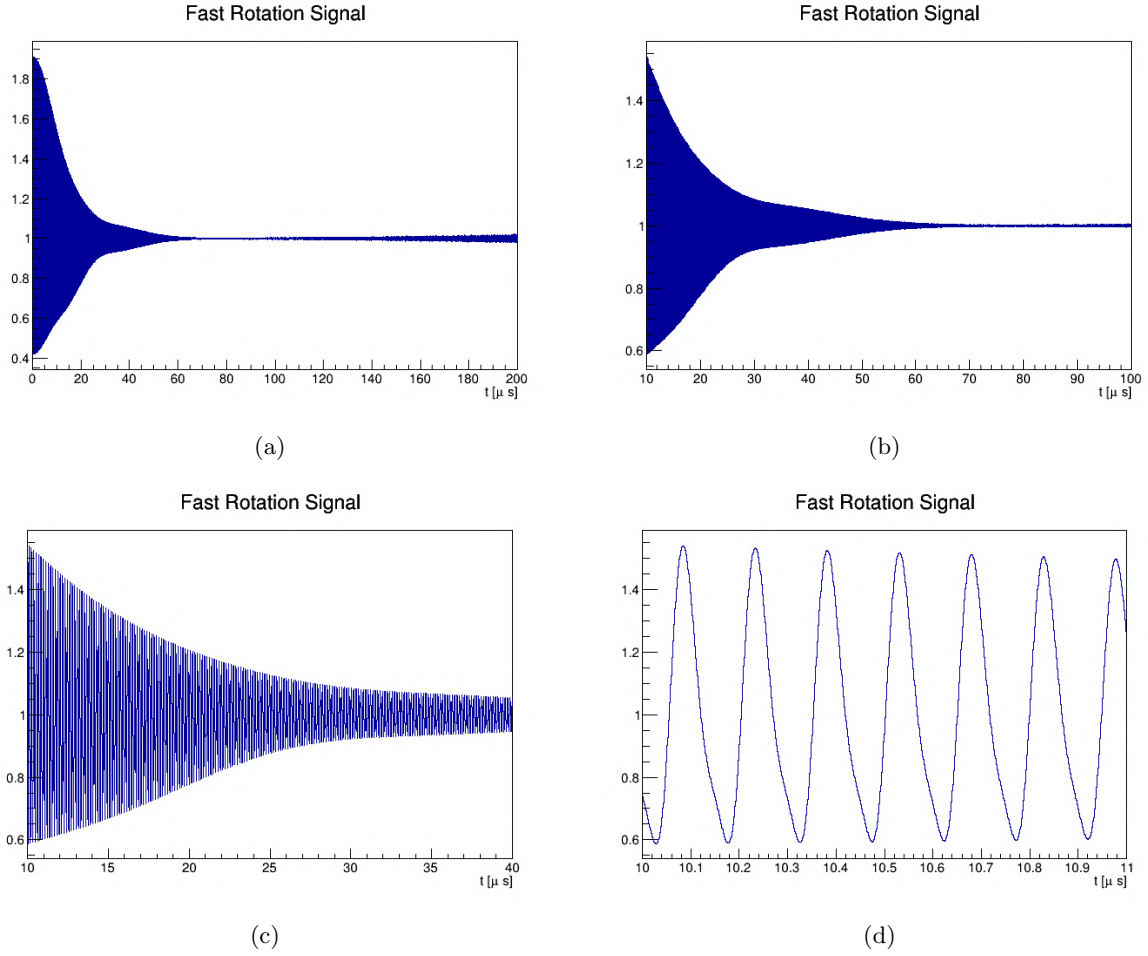 Fast Rotation Signal
1.8
1.6
1.4
1.2
1
0.8
0.6
0.4
0 20 40 60 80 100 120 140 160 180 200
t [μ s]
(a)
Fast Rotation Signal
1.4
1.2
1
0.8
0.6
10 20 30 40 50 60 70 80 90 100
t [μ s]
(b)
Fast Rotation Signal
1.4
1.2
1
0.8
0.6
10 15 20 25 30 35 40
t [μ s]
(c)
Fast Rotation Signal
1.4
1.2
1
0.8
0.6
10 10.1 10.2 10.3 10.4 10.5 10.6 10.7 10.8 10.9 11
t [μ s]
(d)